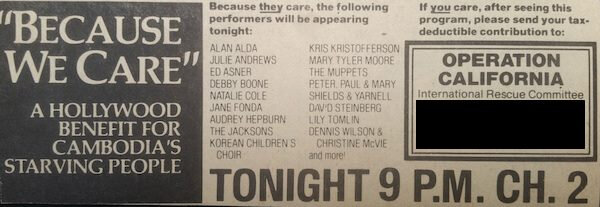 "BECAUSE
WE CARE"
A HOLLYWOOD
BENEFIT FOR
CAMBODIA'S
STARVING PEOPLE
Because they care, the following
performers will be appearing
tonight:
ALAN ALDA
JULIE ANDREWS
ED ASNER
DEBBY BOONE
NATALIE COLE
JANE FONDA
AUDREY HEPBURN
THE JACKSONS
KOREAN CHILDREN'S
CHOIR
KRIS KRISTOFFERSON
MARY TYLER MOORE
THE MUPPETS
PETER, PAUL & MARY
SHIELDS & YARNELL
DAVID STEINBERG
LILY TOMLIN
DENNIS WILSON &
CHRISTINE McVIE
and more!
If you care, after seeing this
program, please send your tax-
deductible contribution to:
OPERATION
CALIFORNIA
International Rescue Committee
TONIGHT 9 P.M. CH. 2